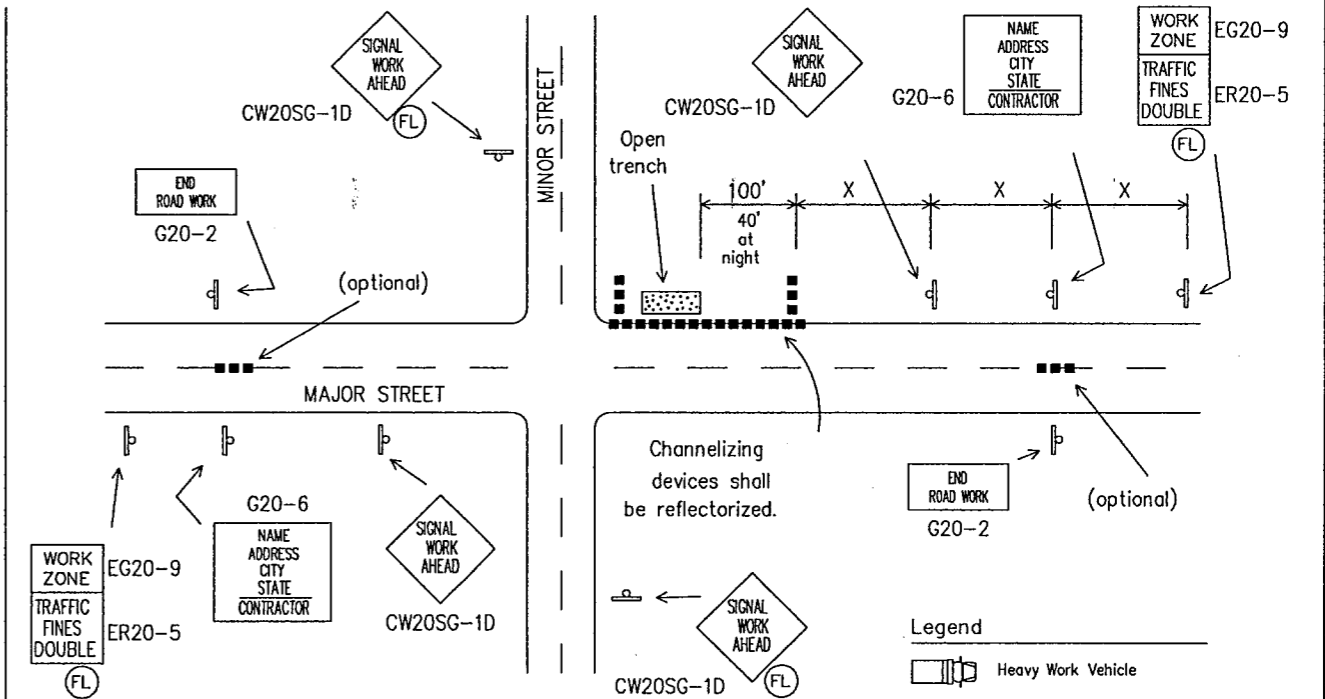 SIGNAL
WORK
AHEAD
CW20SG-1D
FL
MINOR STREET
SIGNAL
WORK
AHEAD
CW20SG-1D
NAME
ADDRESS
CITY
STATE
CONTRACTOR
G20-6
WORK
ZONE
EG20-9
TRAFFIC
FINES
DOUBLE
ER20-5
FL
Open
trench
END
ROAD WORK
G20-2
(optional)
100'
X
X
X
40'
at
night
MAJOR STREET
Channelizing
devices shall
be reflectorized.
END
ROAD WORK
G20-2
(optional)
WORK
ZONE
EG20-9
TRAFFIC
FINES
DOUBLE
ER20-5
FL
G20-6
NAME
ADDRESS
CITY
STATE
CONTRACTOR
SIGNAL
WORK
AHEAD
CW20SG-1D
SIGNAL
WORK
AHEAD
CW20SG-1D
FL
Legend
Heavy Work Vehicle